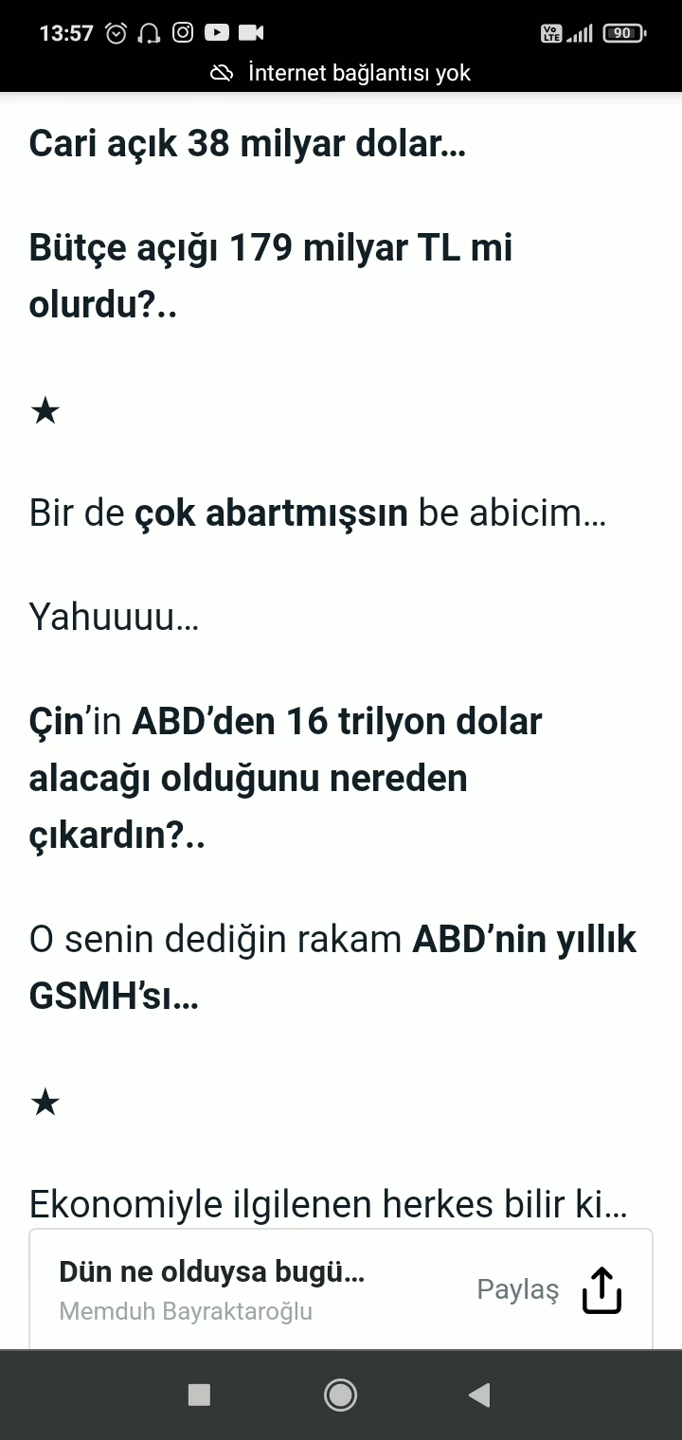 13:57
VoLTE 90
İnternet bağlantısı yok
Cari açık 38 milyar dolar...
Bütçe açığı 179 milyar TL mi
olurdu?..
★
Bir de çok abartmışsın be abicim...
Yahuuuu...
Çin’in ABD’den 16 trilyon dolar
alacağı olduğunu nereden
çıkardın?..
O senin dediğin rakam ABD’nin yıllık
GSMH’sı...
★
Ekonomiyle ilgilenen herkes bilir ki...
Dün ne olduysa bugü...
Paylaş
Memduh Bayraktaroğlu